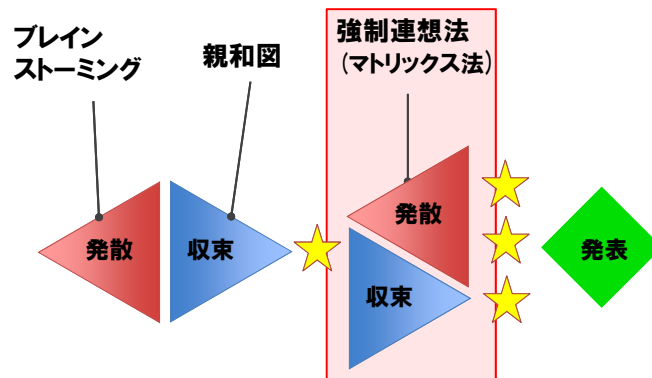 ブレイン
ストーミング
親和図
強制連想法
(マトリックス法)
発散
収束
発散
収束
発表